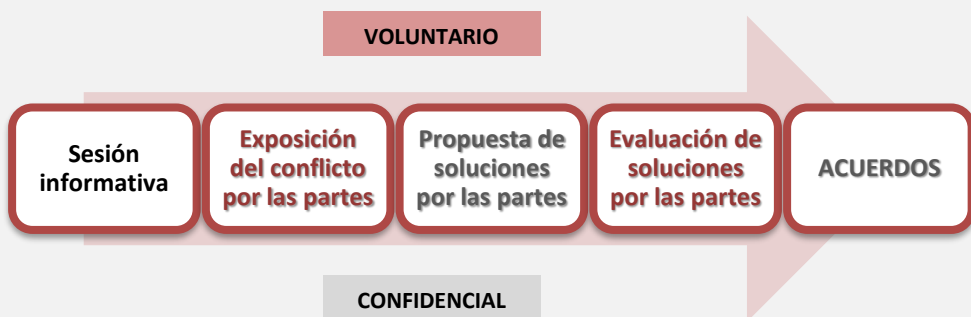 VOLUNTARIO
Sesión
informativa
Exposición
del conflicto
por las partes
Propuesta de
soluciones
por las partes
Evaluación de
soluciones
por las partes
ACUERDOS
CONFIDENCIAL